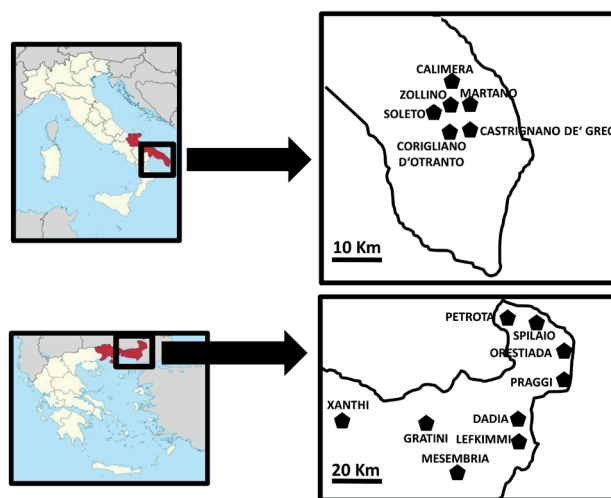 CALIMERA
ZOLLINO MARTANO
SOLETO
CASTRIGNANO DE' GREC
CORIGLIANO
D'OTRANTO
10 Km
PETROTA
SPILAIO
ORESTIADA
PRAGGI
XANTHI
DADIA
GRATINI
LEFKIMMI
MESEMBRIA
20 Km